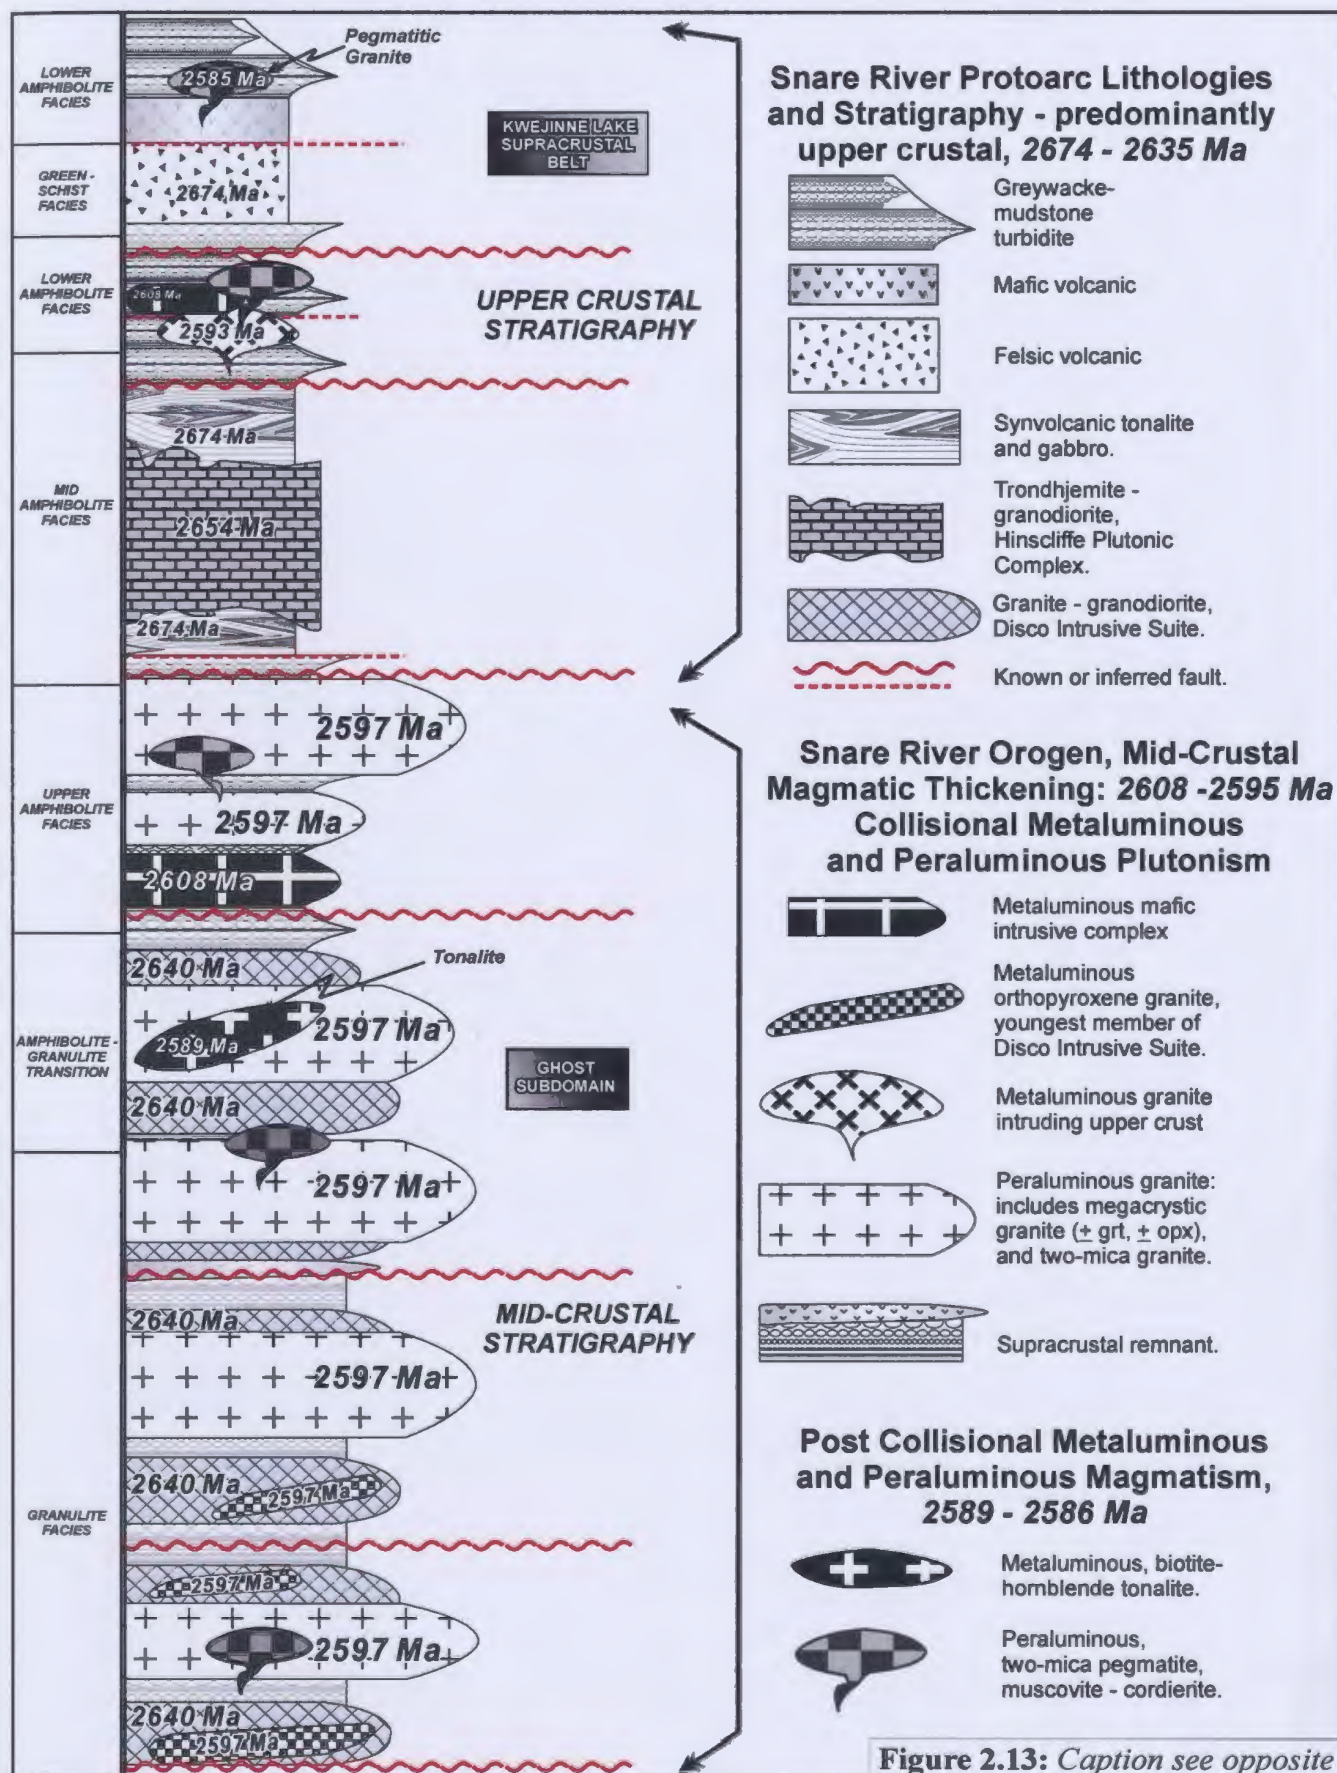 LOWER
AMPHIBOLITE
FACIES
GREEN -
SCHIST
FACIES
LOWER
AMPHIBOLITE
FACIES
MID
AMPHIBOLITE
FACIES
UPPER
AMPHIBOLITE
FACIES
AMPHIBOLITE -
GRANULITE
TRANSITION
GRANULITE
FACIES
Pegmatitic
Granite
2585 Ma
2674 Ma
2608 Ma
2593 Ma
2674 Ma
2654 Ma
2674 Ma
2597 Ma
2597 Ma
2608 Ma
2640 Ma
Tonalite
2597 Ma
2589 Ma
2640 Ma
2597 Ma
2640 Ma
2597 Ma
2640 Ma
2597 Ma
2597 Ma
2597 Ma
2640 Ma
2597 Ma
KWEJINNE LAKE
SUPRACRUSTAL
BELT
UPPER CRUSTAL
STRATIGRAPHY
GHOST
SUBDOMAIN
MID-CRUSTAL
STRATIGRAPHY
Snare River Protoarc Lithologies
and Stratigraphy - predominantly
upper crustal, 2674 - 2635 Ma
Greywacke-
mudstone
turbidite
Mafic volcanic
Felsic volcanic
Synvolcanic tonalite
and gabbro.
Trondhjemite -
granodiorite,
Hinscliffe Plutonic
Complex.
Granite - granodiorite,
Disco Intrusive Suite.
Known or inferred fault.
Snare River Orogen, Mid-Crustal
Magmatic Thickening: 2608 -2595 Ma
Collisional Metaluminous
and Peraluminous Plutonism
Metaluminous mafic
intrusive complex
Metaluminous
orthopyroxene granite,
youngest member of
Disco Intrusive Suite.
Metaluminous granite
intruding upper crust
Peraluminous granite:
includes megacrystic
granite (± grt, ± opx),
and two-mica granite.
Supracrustal remnant.
Post Collisional Metaluminous
and Peraluminous Magmatism,
2589 - 2586 Ma
Metaluminous, biotite-
hornblende tonalite.
Peraluminous,
two-mica pegmatite,
muscovite - cordierite.
Figure 2.13: Caption see opposite